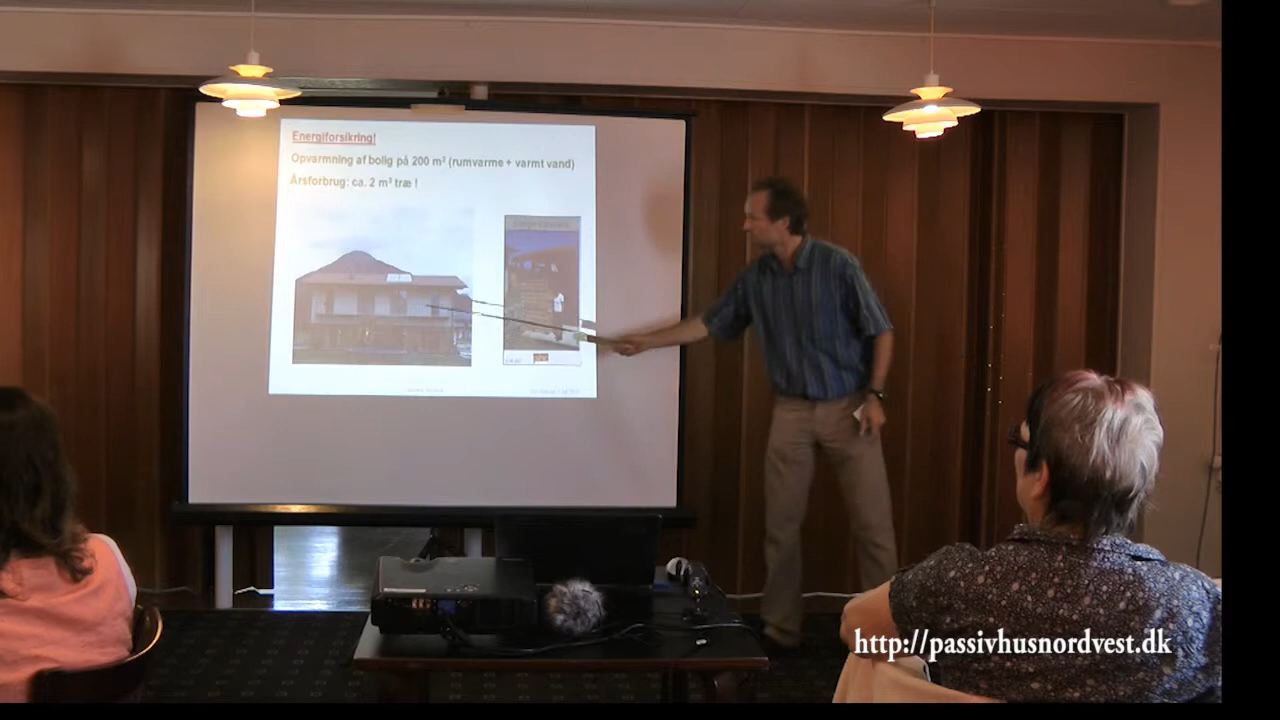 Energiforsikring!
Opvarmning af bolig på 200 m² (rumvarme + varmt vand)
Årsforbrug: ca. 2 m³ træ !
http://passivhusnordvest.dk